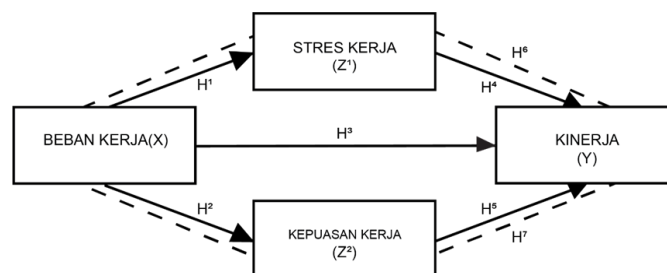 STRES KERJA
(Z¹)
H⁶
H¹
H⁴
BEBAN KERJA(X)
H³
KINERJA
(Y)
H²
KEPUASAN KERJA
(Z²)
H⁵
H⁷